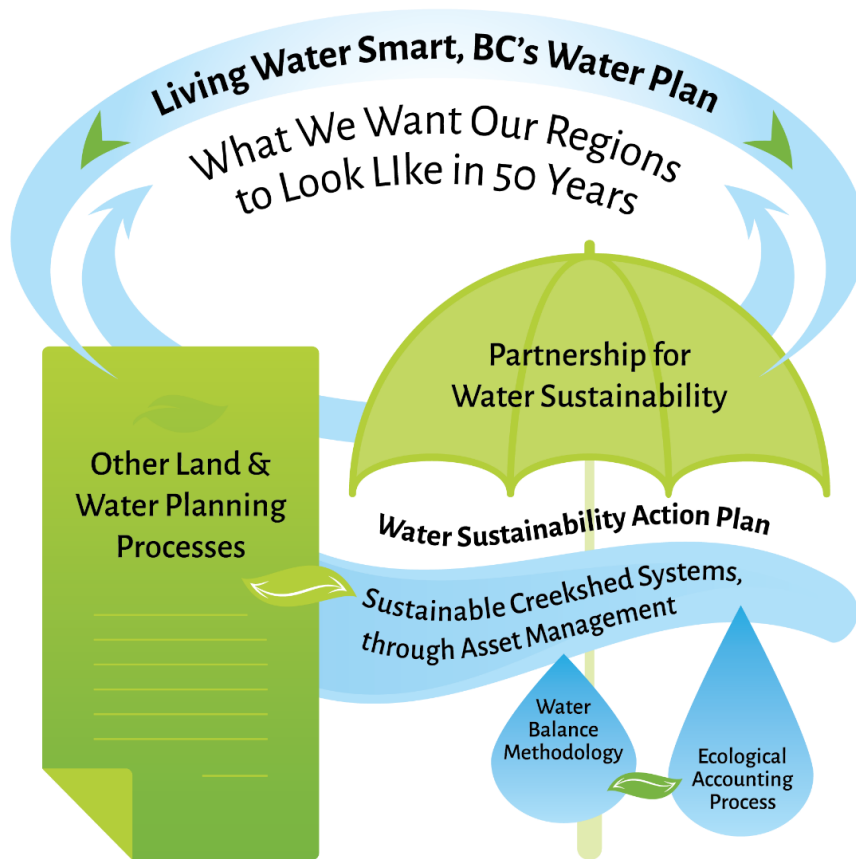 Living Water Smart, BC's Water Plan
What We Want Our Regions
to Look LIke in 50 Years
Partnership for
Water Sustainability
Other Land &
Water Planning
Processes
Water Sustainability Action Plan
Sustainable Creekshed Systems,
through Asset Management
Water
Balance
Methodology
Ecological
Accounting
Process